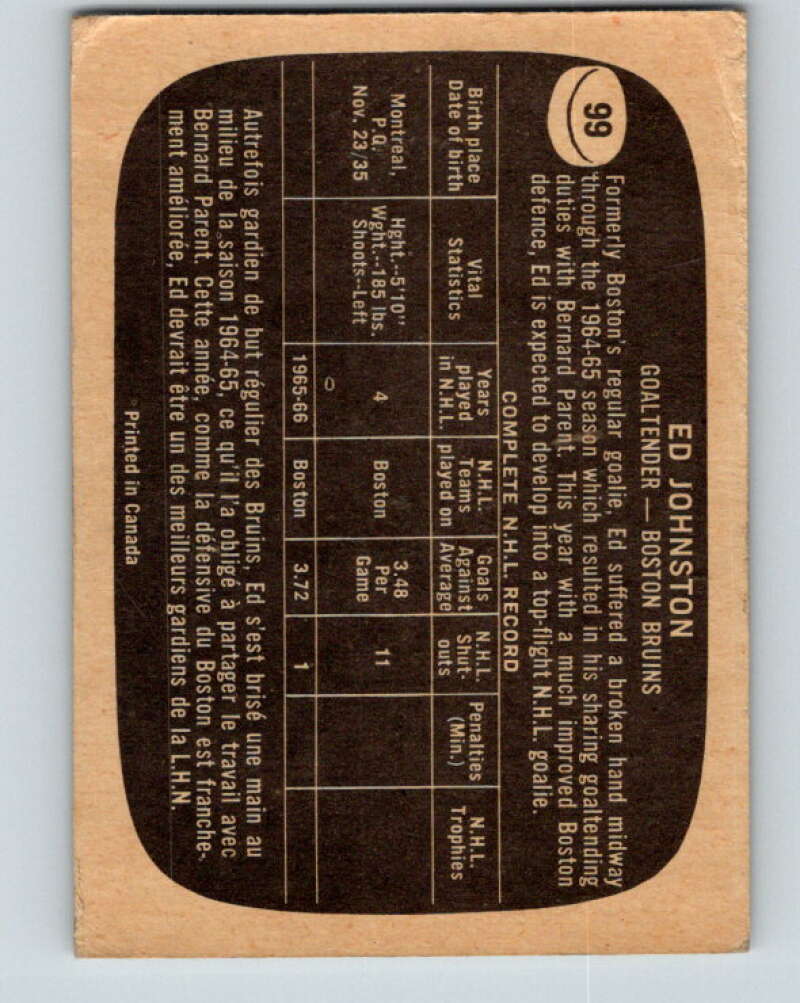 ED JOHNSTON
GOALTENDER — BOSTON BRUINS
99
Formerly Boston's regular goalie, Ed suffered a broken hand midway
through the 1964-65 season which resulted in his sharing goaltending
duties with Bernard Parent. This year with a much improved Boston
defence, Ed is expected to develop into a top-flight N.H.L. goalie.
COMPLETE N.H.L. RECORD
Birth place Vital Years N.H.L. Goals N.H.L. Penalties N.H.L.
Date of birth Statistics played Teams Against Shut- (Min.) Trophies
in N.H.L. played on Average outs
Montreal, Hght.--5'10" 4 Boston 3.48 11
P.Q. Wght.--185 lbs. Per
Nov. 23/35 Shoots--Left Game
1965-66 Boston 3.72 1
Autrefois gardien de but régulier des Bruins, Ed s'est brisé une main au
milieu de la saison 1964-65, ce qu'il l'a obligé à partager le travail avec
Bernard Parent. Cette année, comme la défensive du Boston est franche-
ment améliorée, Ed devrait être un des meilleurs gardiens de la L.H.N.
Printed in Canada